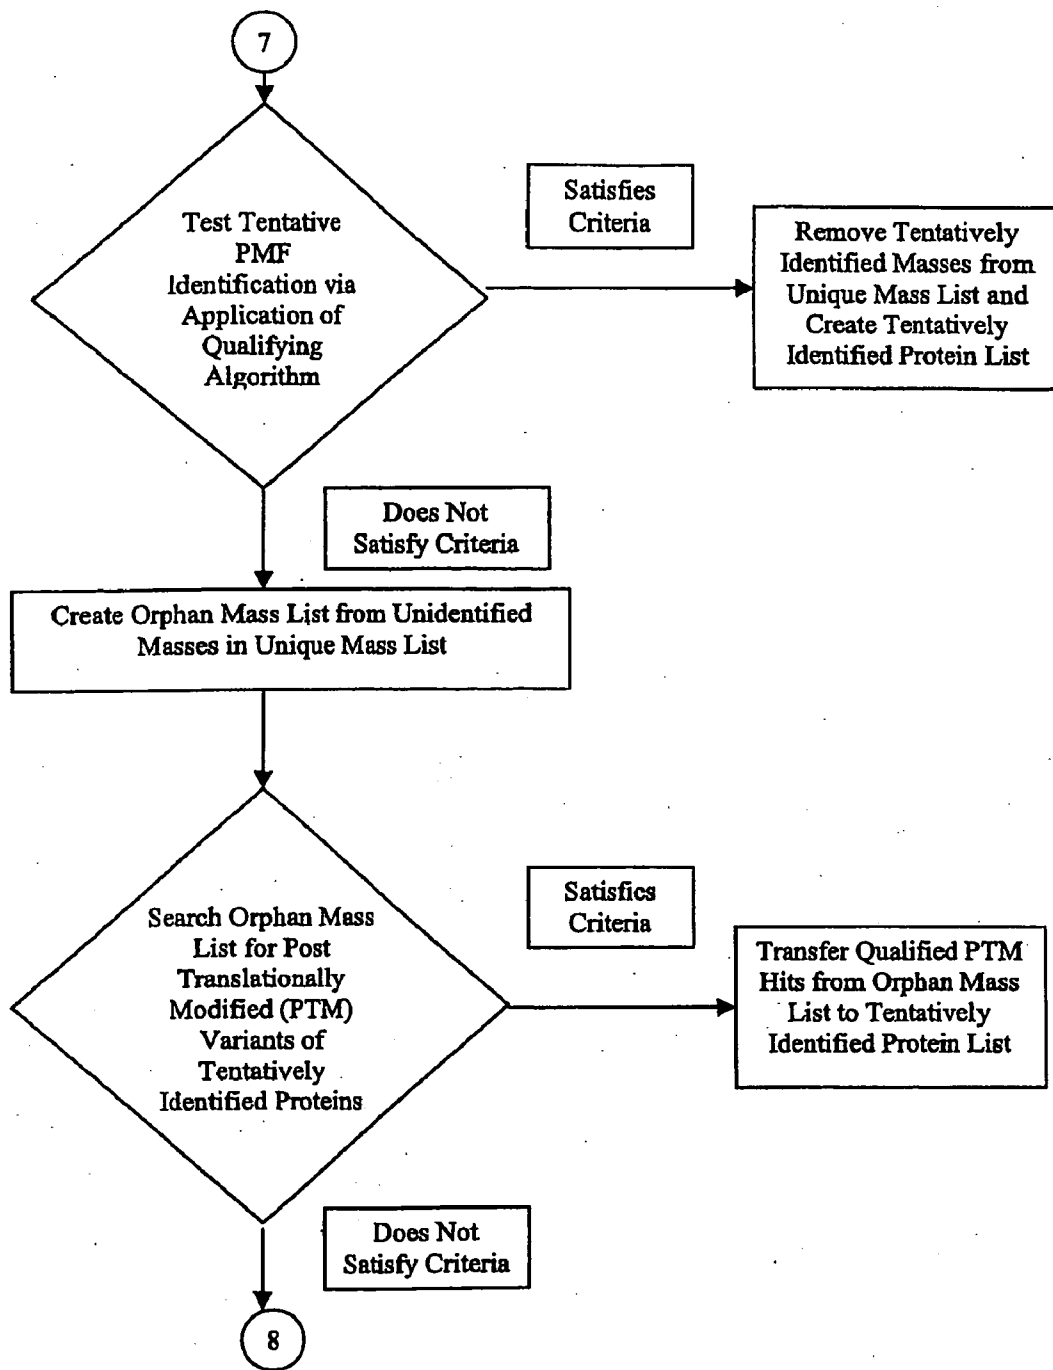 7
Test Tentative
PMF
Identification via
Application of
Qualifying
Algorithm
Satisfies
Criteria
Remove Tentatively
Identified Masses from
Unique Mass List and
Create Tentatively
Identified Protein List
Does Not
Satisfy Criteria
Create Orphan Mass List from Unidentified
Masses in Unique Mass List
Search Orphan Mass
List for Post
Translationally
Modified (PTM)
Variants of
Tentatively
Identified Proteins
Satisfies
Criteria
Transfer Qualified PTM
Hits from Orphan Mass
List to Tentatively
Identified Protein List
Does Not
Satisfy Criteria
8